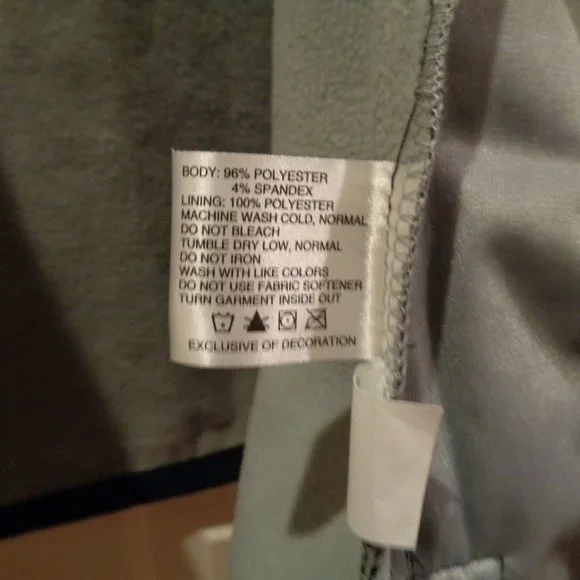 BODY: 96% POLYESTER
4% SPANDEX
LINING: 100% POLYESTER
MACHINE WASH COLD, NORMAL
DO NOT BLEACH
TUMBLE DRY LOW, NORMAL
DO NOT IRON
WASH WITH LIKE COLORS
DO NOT USE FABRIC SOFTENER
TURN GARMENT INSIDE OUT
EXCLUSIVE OF DECORATION